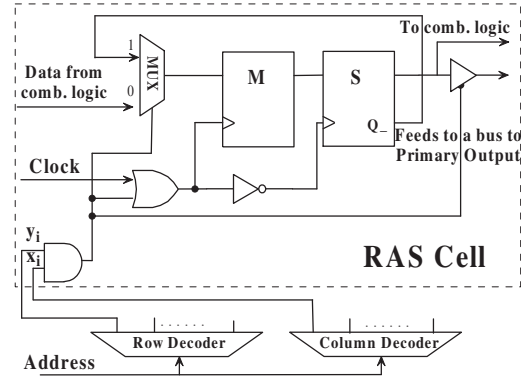 To comb. logic
1
MUX
Data from
comb. logic
0
M
S
Q_
Feeds to a bus to
Primary Output
Clock
yi
xi
RAS Cell
. . . . . .
. . . . . .
Row Decoder
Column Decoder
Address